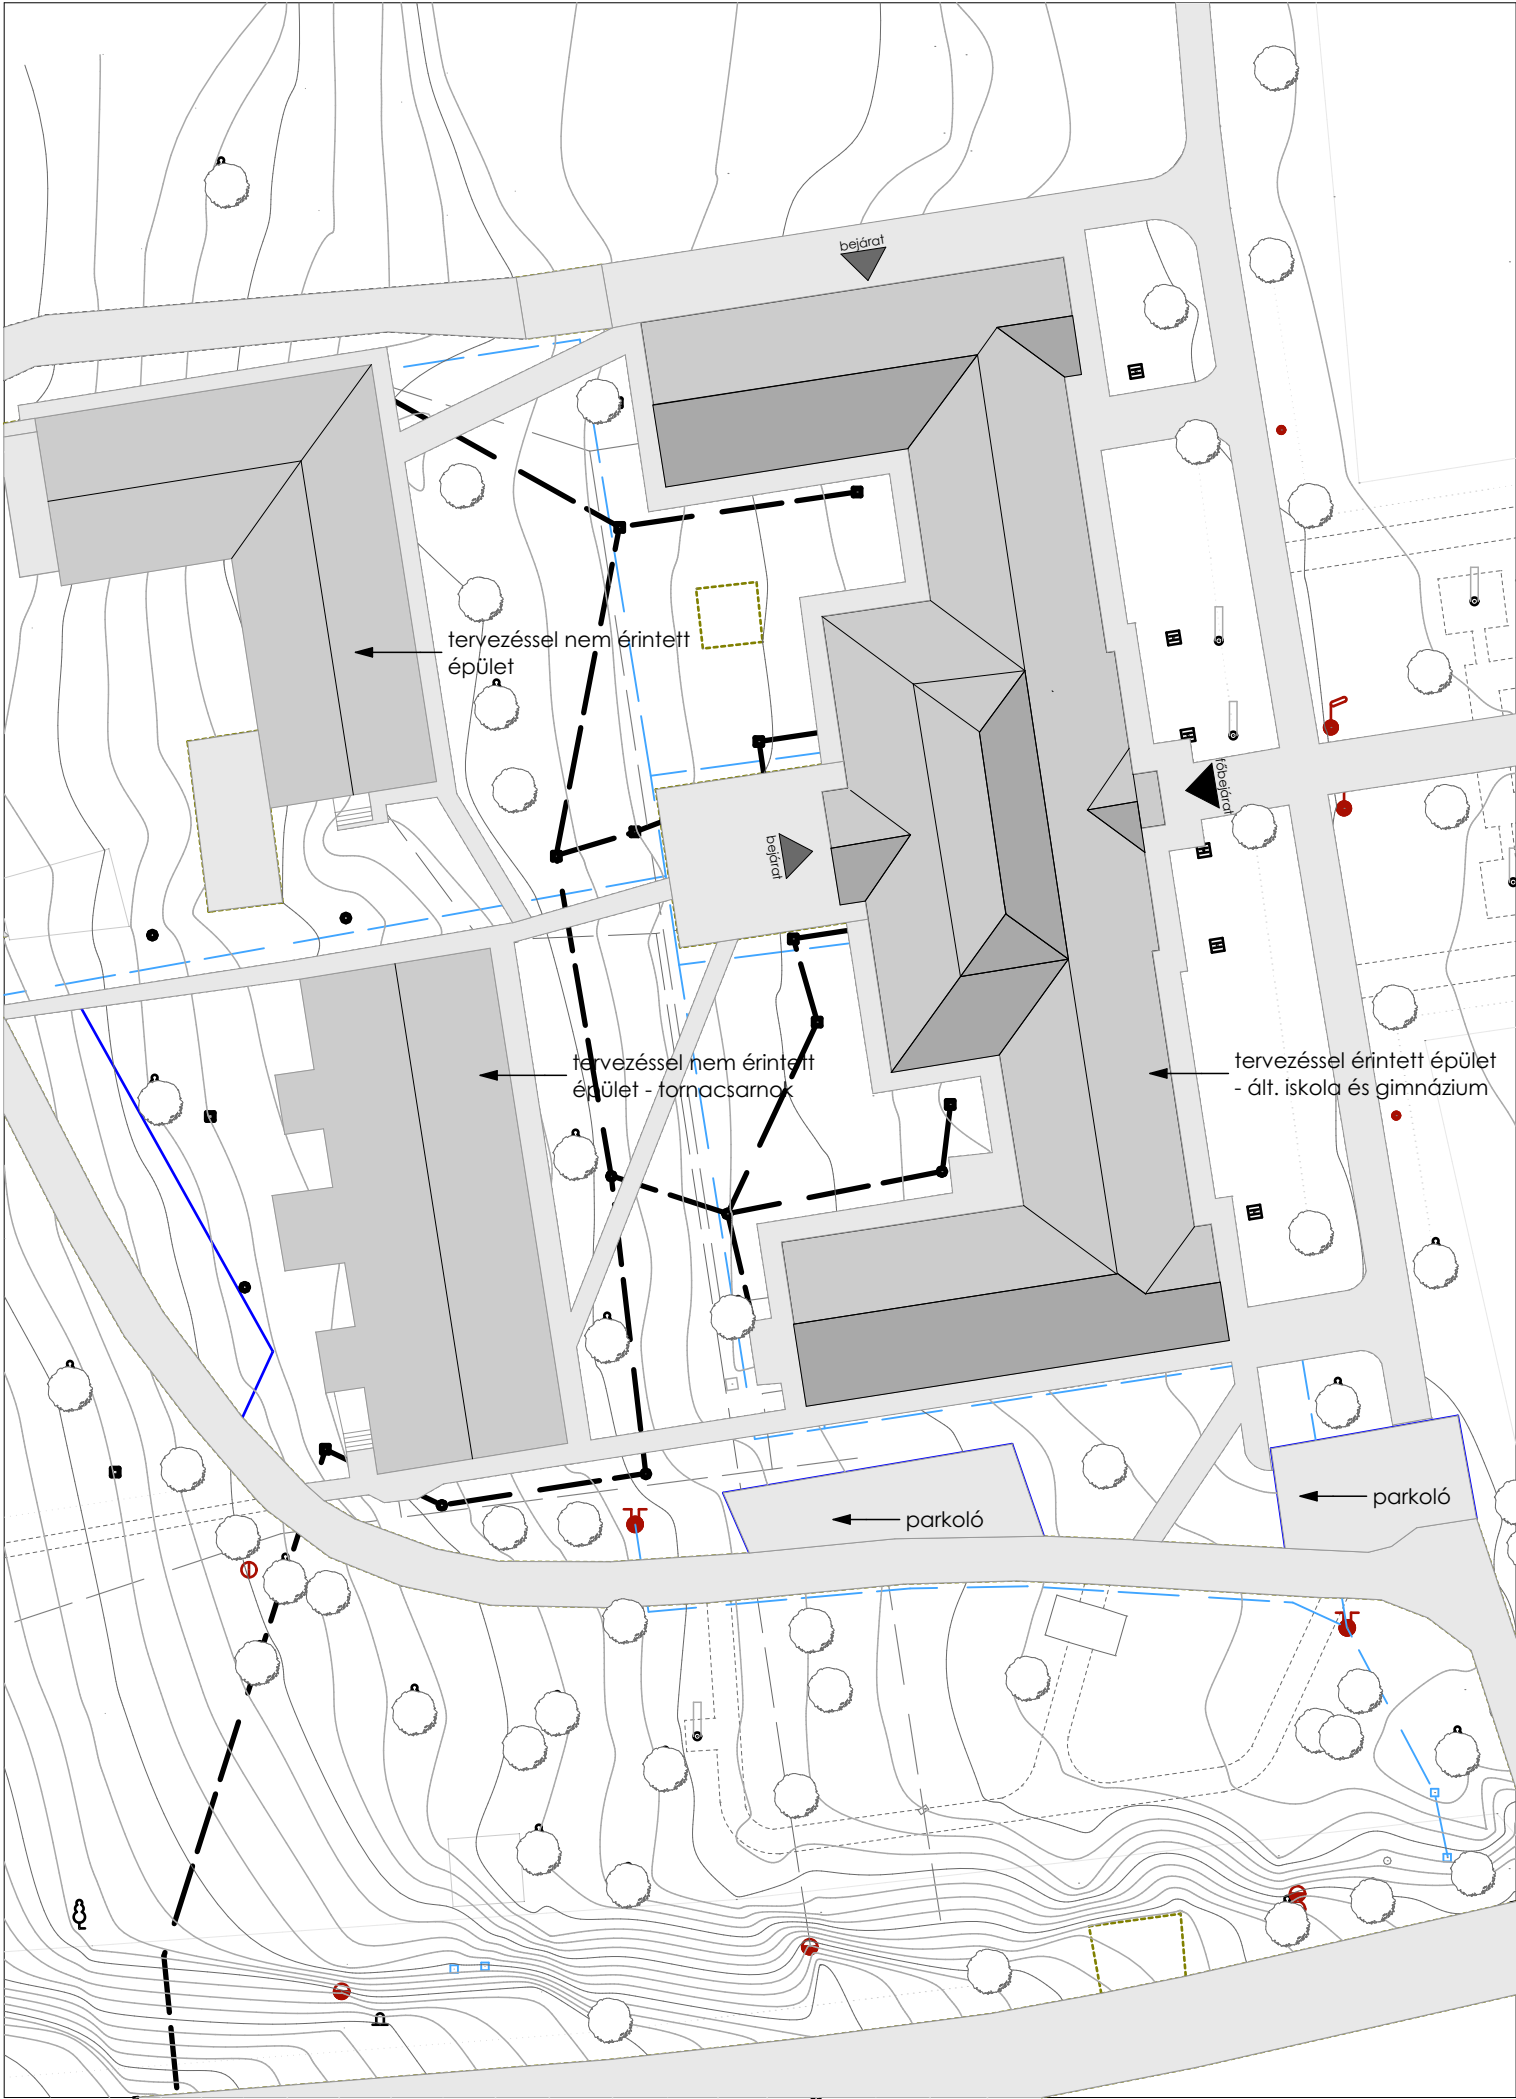 bejárat
tervezéssel nem érintett
épület
főbejárat
bejárat
tervezéssel nem érintett
épület - tornacsarnok
tervezéssel érintett épület
- ált. iskola és gimnázium
parkoló
parkoló